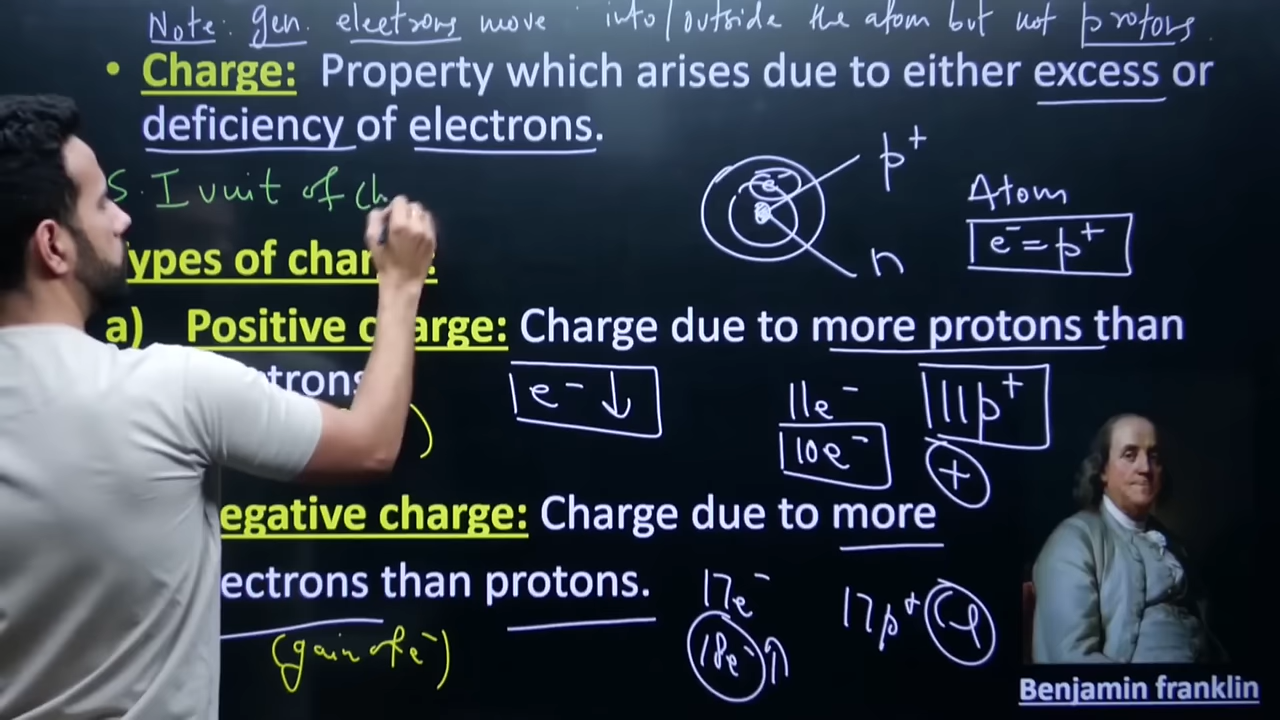 Note: gen. electrons move into/outside the atom but not protons.
• Charge: Property which arises due to either excess or
deficiency of electrons.
p⁺
S.I unit of ch
Atom
e⁻
e⁻ = p⁺
n
ypes of char :
a) Positive charge: Charge due to more protons than
trons
e⁻ ↓
11e⁻
11p⁺
)
10e⁻
+
egative charge: Charge due to more
ectrons than protons.
17e⁻
17p⁺
(gain of e⁻)
18e⁻ ↑
Benjamin franklin